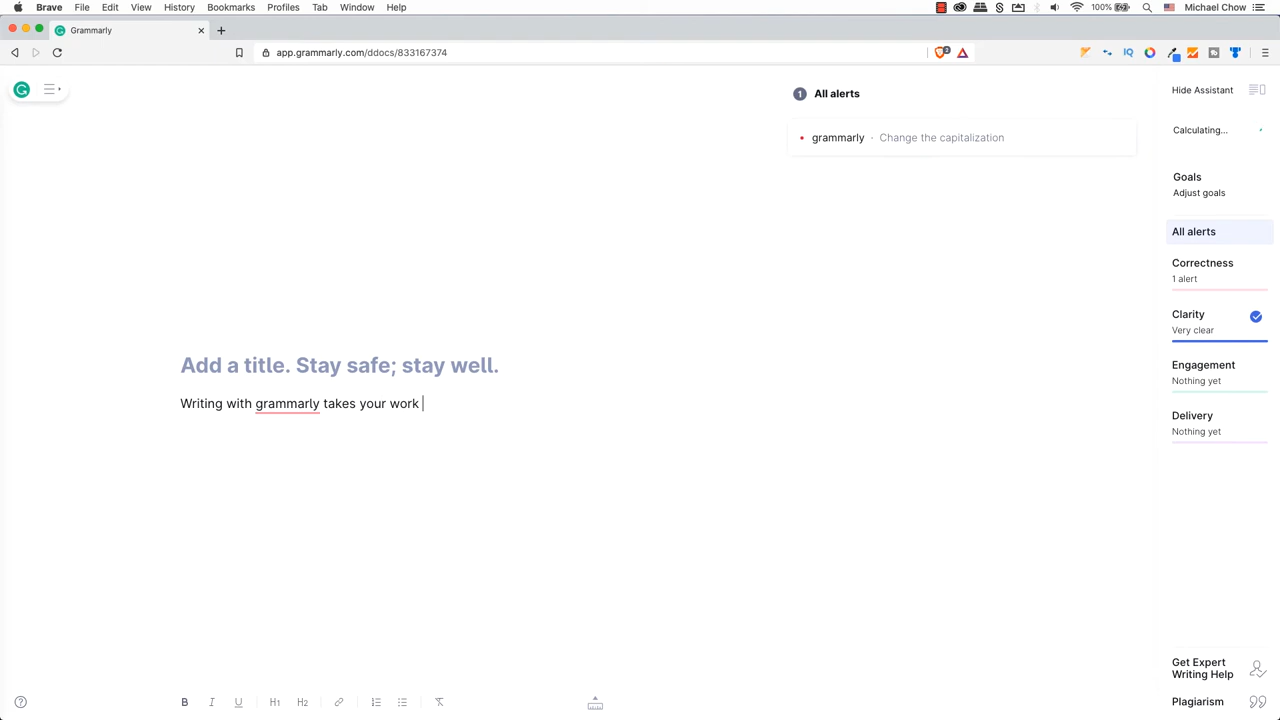 Brave File Edit View History Bookmarks Profiles Tab Window Help 100% Michael Chow
Grammarly
app.grammarly.com/ddocs/833167374
1 All alerts
grammarly - Change the capitalization
Hide Assistant
Calculating...
Goals
Adjust goals
All alerts
Correctness
1 alert
Clarity
Very clear
Engagement
Nothing yet
Delivery
Nothing yet
Add a title. Stay safe; stay well.
Writing with grammarly takes your work
B I U H1 H2
Get Expert
Writing Help
Plagiarism